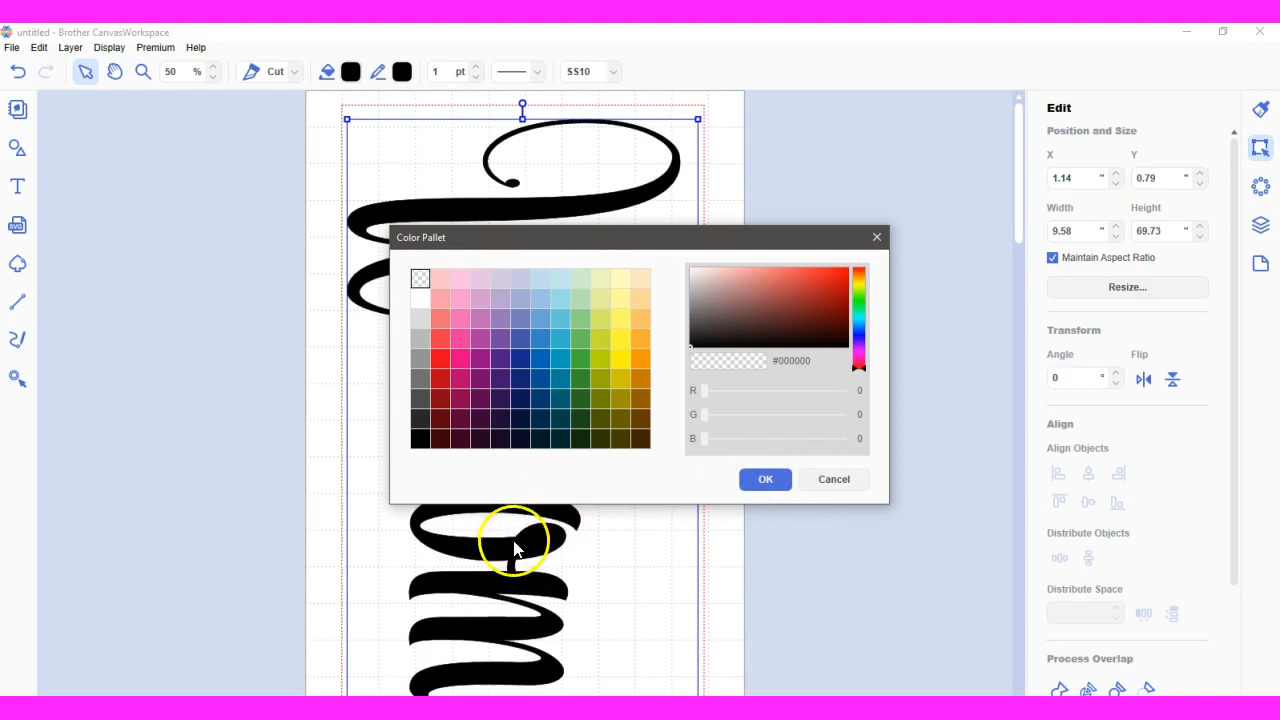 untitled - Brother CanvasWorkspace
File Edit Layer Display Premium Help
50 % Cut 1 pt SS10
Edit
Position and Size
X Y
1.14 " 0.79 "
Width Height
9.58 " 69.73 "
Maintain Aspect Ratio
Resize...
Transform
Angle Flip
0 °
Align
Align Objects
Distribute Objects
Distribute Space
Process Overlap
Color Pallet
#000000
R 0
G 0
B 0
OK Cancel
T
SVG